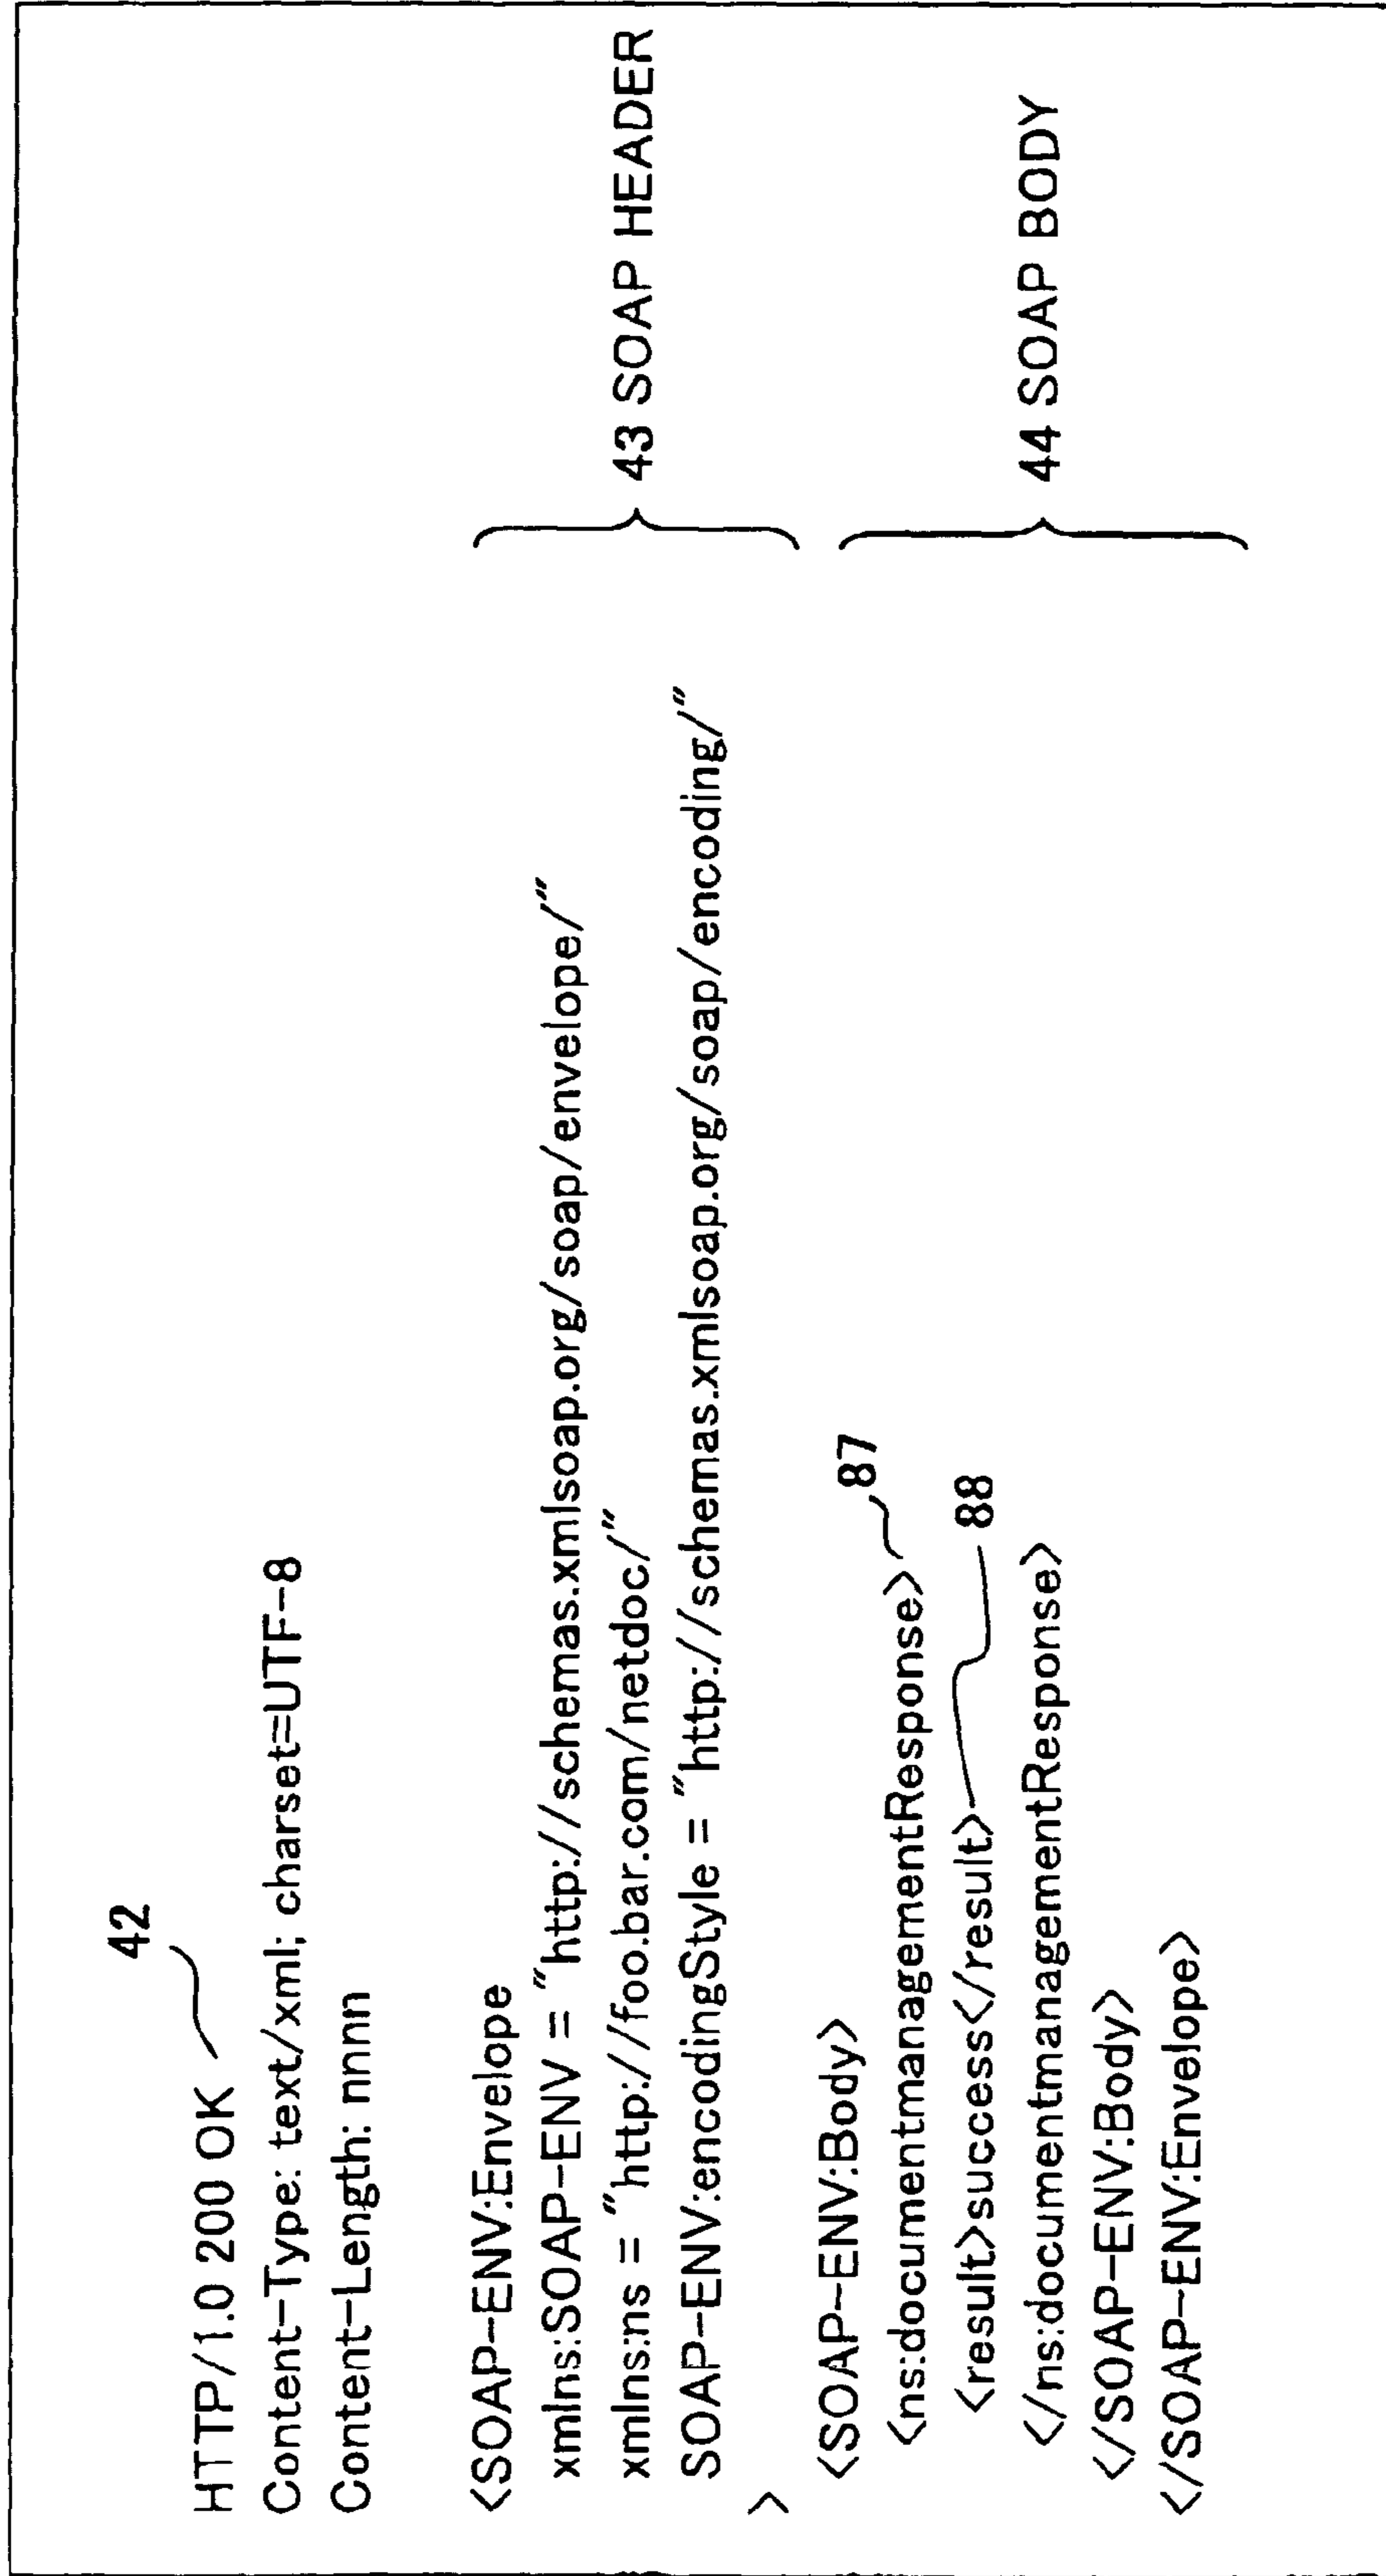 42
HTTP/1.0 200 OK
Content-Type: text/xml; charset=UTF-8
Content-Length: nnnn
<SOAP-ENV:Envelope
xmlns:SOAP-ENV = "http://schemas.xmlsoap.org/soap/envelope/"
xmlns:ns = "http://foo.bar.com/netdoc/"
SOAP-ENV:encodingStyle = "http://schemas.xmlsoap.org/soap/encoding/"
>
43 SOAP HEADER
<SOAP-ENV:Body>
<ns:documentmanagementResponse> 87
<result>success</result> 88
</ns:documentmanagementResponse>
</SOAP-ENV:Body>
</SOAP-ENV:Envelope>
44 SOAP BODY